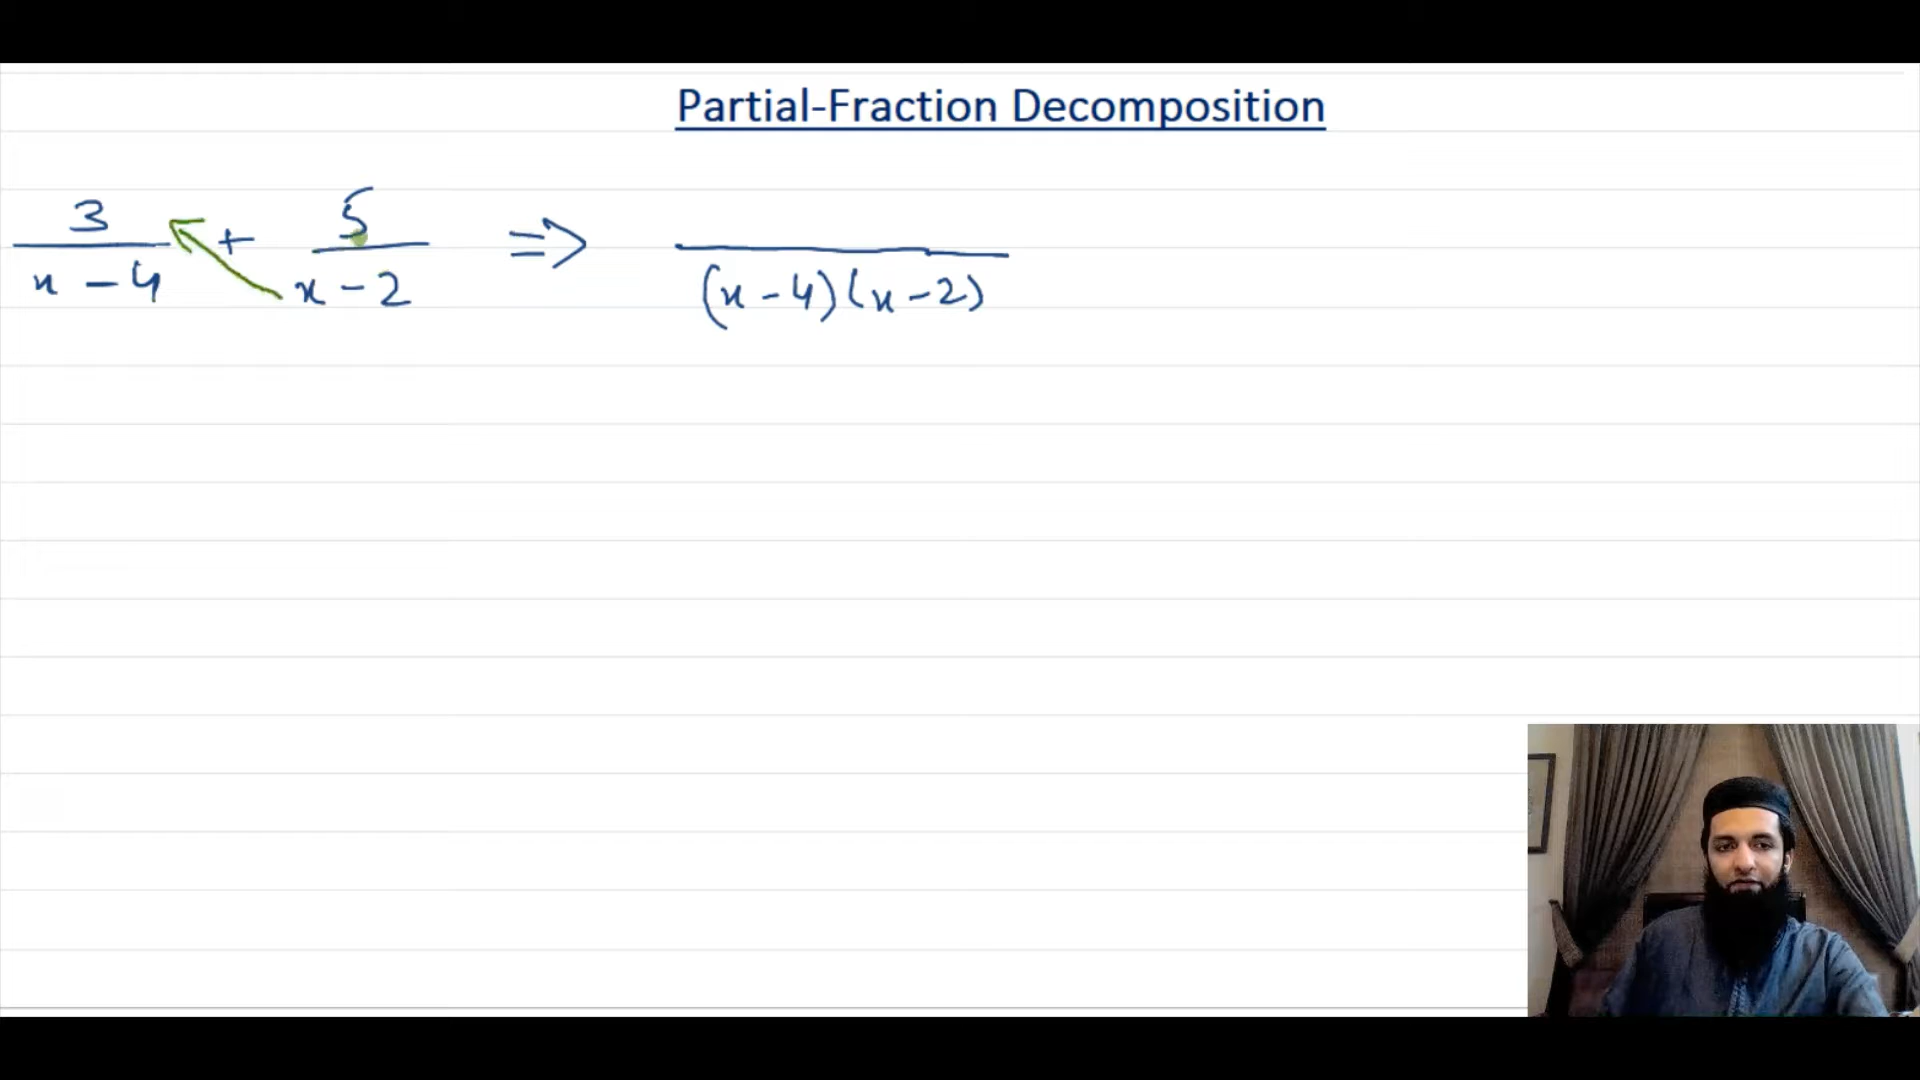 Partial-Fraction Decomposition
3 + 5 =>
x - 4 x - 2 (x - 4)(x - 2)